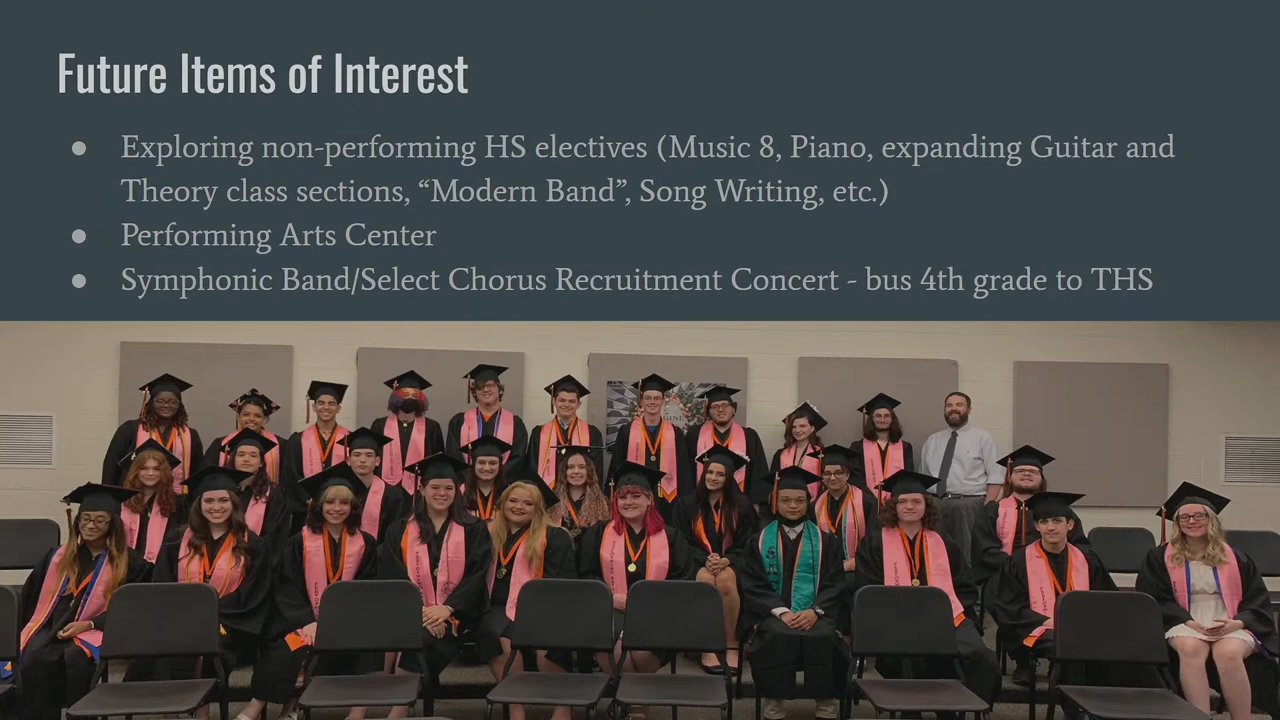 Future Items of Interest
● Exploring non-performing HS electives (Music 8, Piano, expanding Guitar and
Theory class sections, “Modern Band”, Song Writing, etc.)
● Performing Arts Center
● Symphonic Band/Select Chorus Recruitment Concert - bus 4th grade to THS